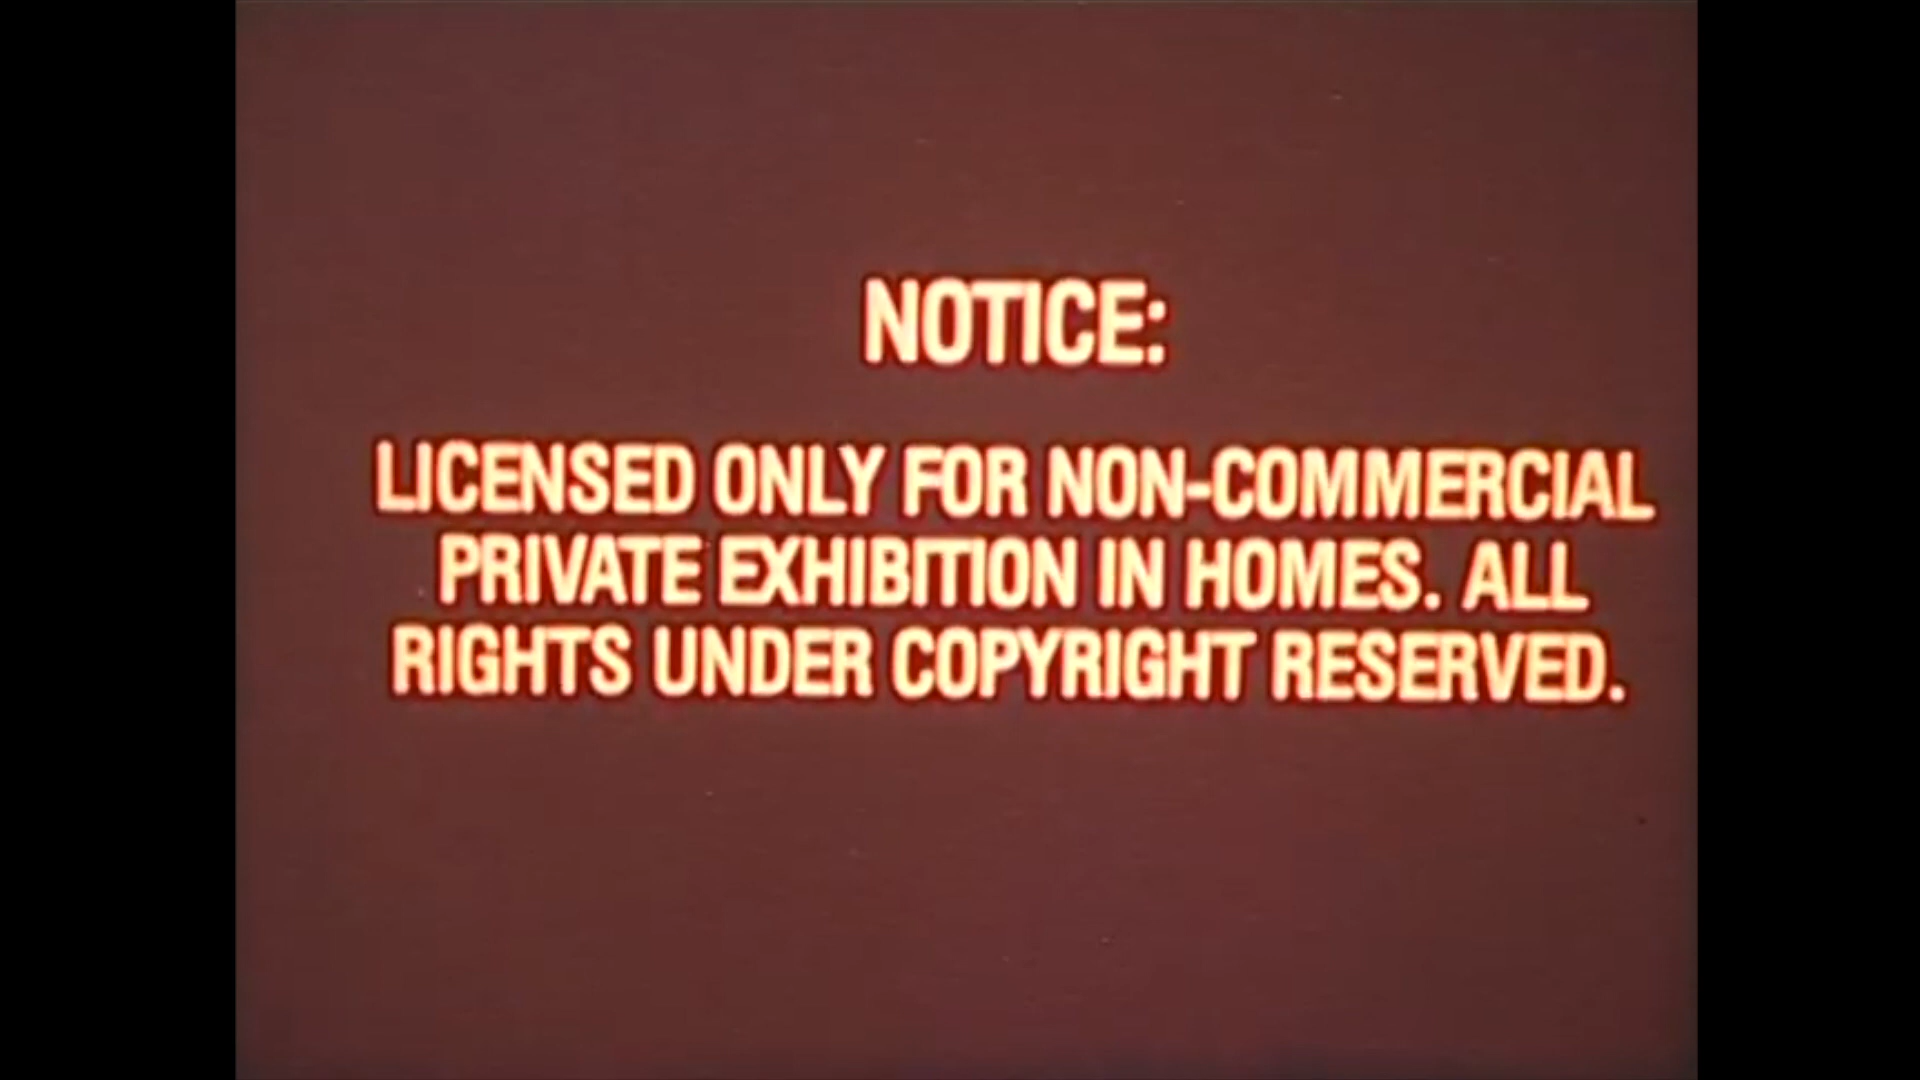 NOTICE:
LICENSED ONLY FOR NON-COMMERCIAL
PRIVATE EXHIBITION IN HOMES. ALL
RIGHTS UNDER COPYRIGHT RESERVED.